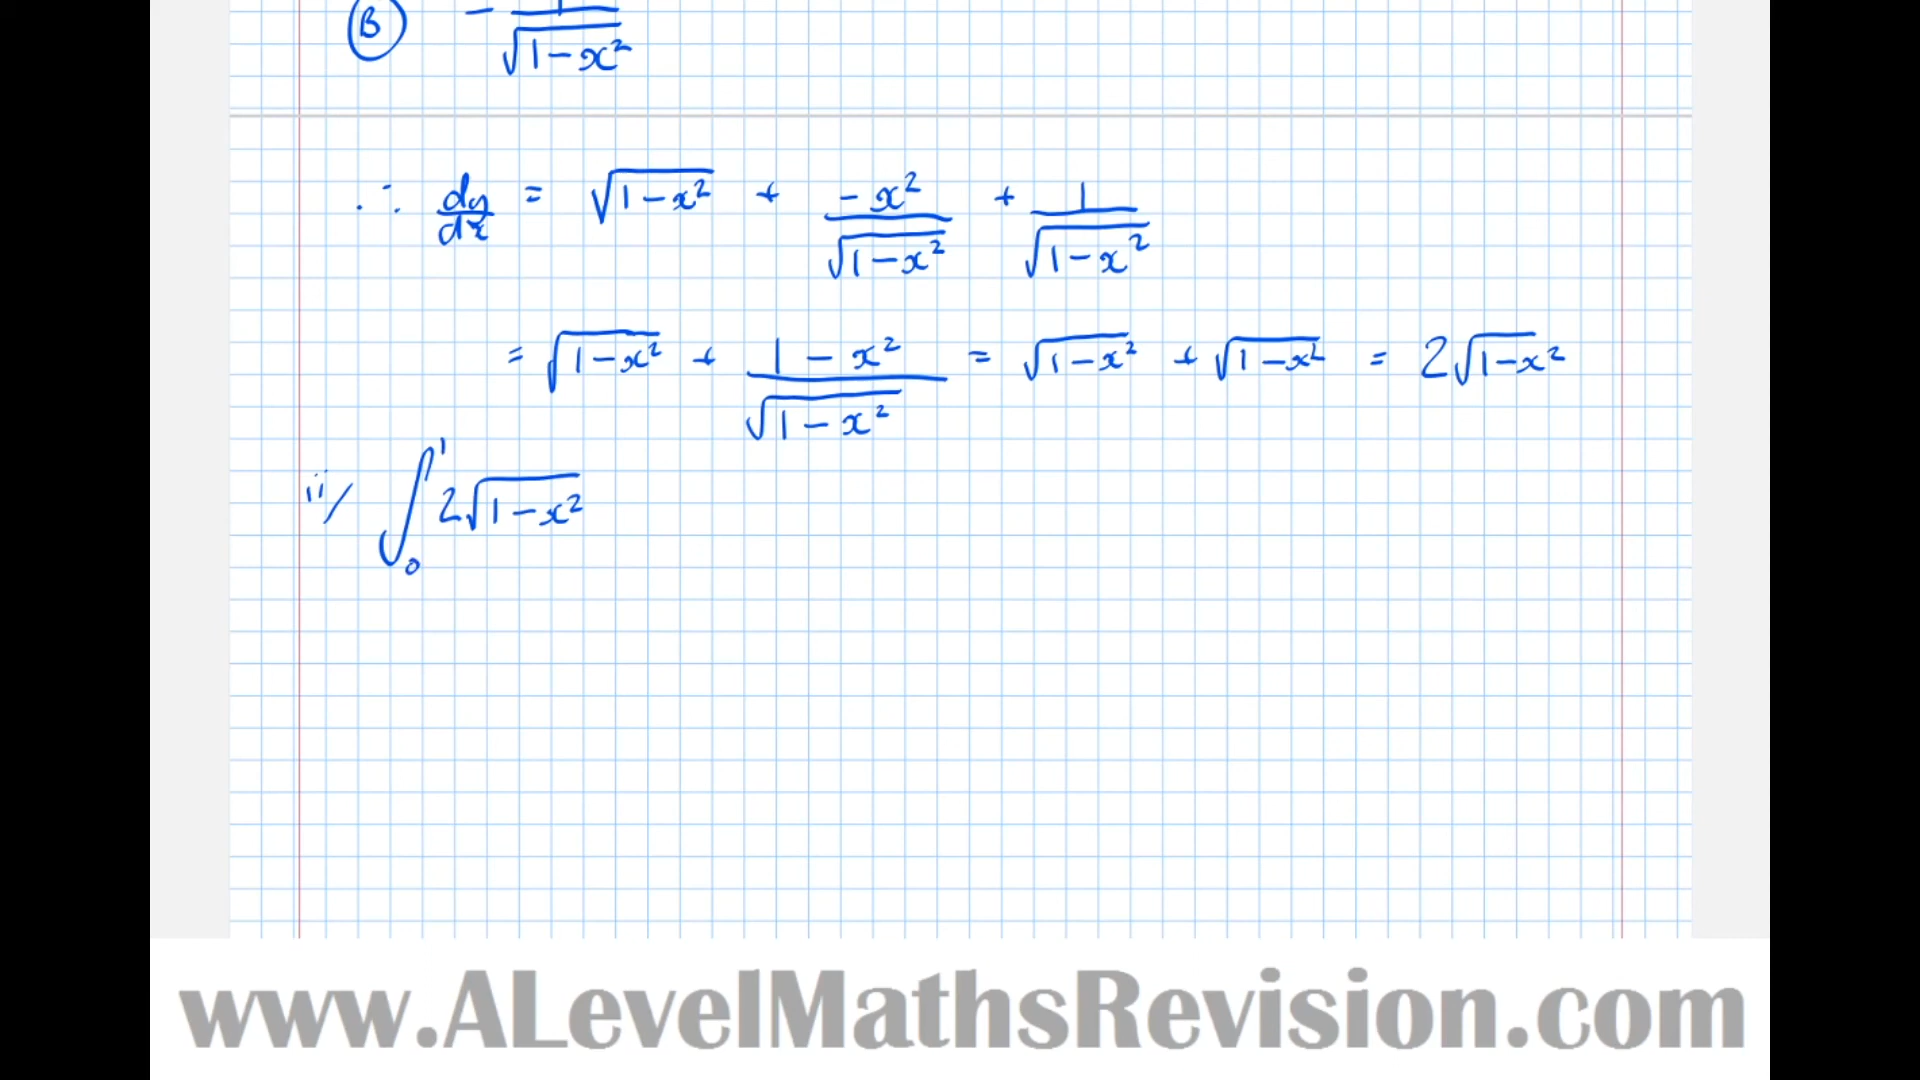 B - 1/√(1-x²)
∴ dy/dx = √(1-x²) + -x²/√(1-x²) + 1/√(1-x²)
= √(1-x²) + 1-x²/√(1-x²) = √(1-x²) + √(1-x²) = 2√(1-x²)
ii/ ∫₀¹ 2√(1-x²)
www.ALevelMathsRevision.com